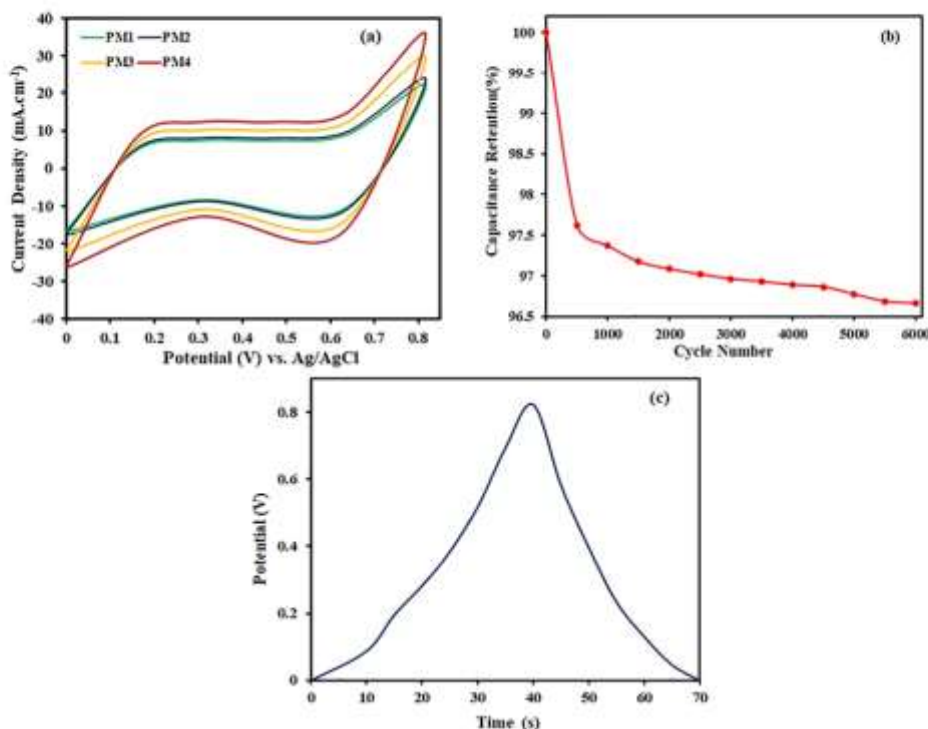 (a)
PM1 PM2
PM3 PM4
40
30
20
10
0
-10
-20
-30
-40
Current Density (mA.cm⁻¹)
0 0.1 0.2 0.3 0.4 0.5 0.6 0.7 0.8
Potential (V) vs. Ag/AgCl
(b)
100
99.5
99
98.5
98
97.5
97
96.5
Capacitance Retention(%)
0 1000 2000 3000 4000 5000 6000
Cycle Number
(c)
0.8
0.6
0.4
0.2
0
Potential (V)
0 10 20 30 40 50 60 70
Time (s)